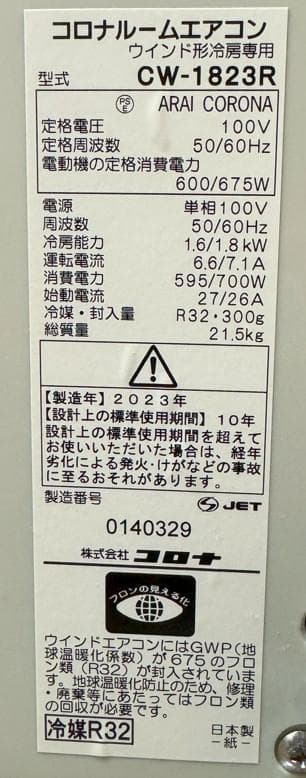 コロナルームエアコン
ウインド形冷房専用
型式 CW-1823R
PS E ARAI CORONA
定格電圧 100V
定格周波数 50/60Hz
電動機の定格消費電力
600/675W
電源 単相100V
周波数 50/60Hz
冷房能力 1.6/1.8kW
運転電流 6.6/7.1A
消費電力 595/700W
始動電流 27/26A
冷媒・封入量 R32・300g
総質量 21.5kg
【製造年】2023年
【設計上の標準使用期間】10年
設計上の標準使用期間を超えて
お使いいただいた場合は、経年
劣化による発火・けがなどの事故
に至るおそれがあります。
製造番号 JET
0140329
株式会社 コロナ
フロンの見える化
ウインドエアコンにはGWP(地
球温暖化係数)が675のフロ
ン類(R32)が封入されていま
す。地球温暖化防止のため、修理
・廃棄等にあたってはフロン類
の回収が必要です。
冷媒R32 日本製
-紙-